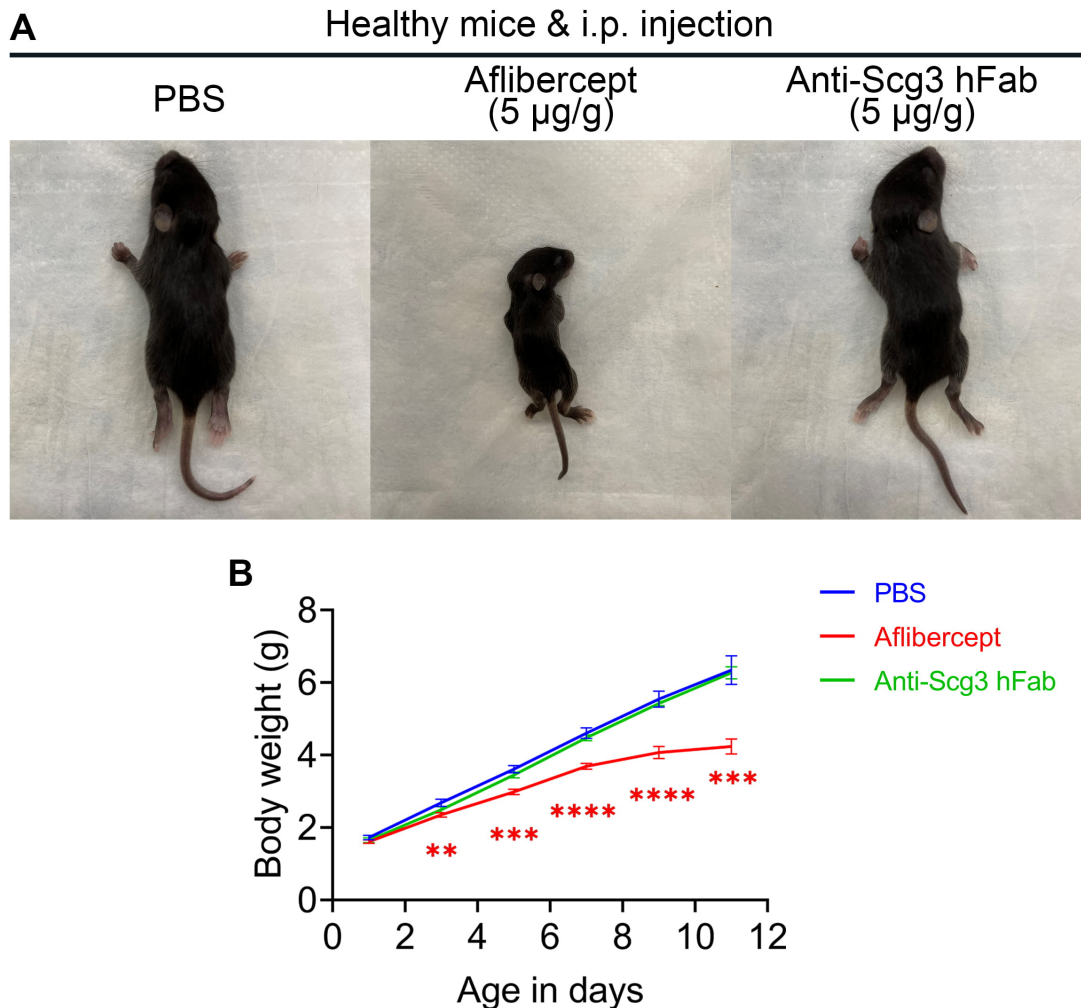 A
Healthy mice & i.p. injection
PBS
Aflibercept
(5 µg/g)
Anti-Scg3 hFab
(5 µg/g)
B
PBS
Aflibercept
Anti-Scg3 hFab
Body weight (g)
8
6
4
2
0
** *** **** **** ***
0 2 4 6 8 10 12
Age in days